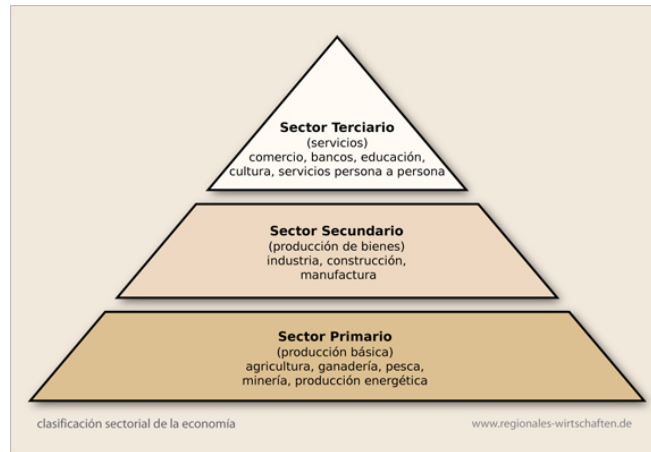 Sector Terciario
(servicios)
comercio, bancos, educación,
cultura, servicios persona a persona
Sector Secundario
(producción de bienes)
industria, construcción,
manufactura
Sector Primario
(producción básica)
agricultura, ganadería, pesca,
minería, producción energética
clasificación sectorial de la economía
www.regionales-wirtschaften.de